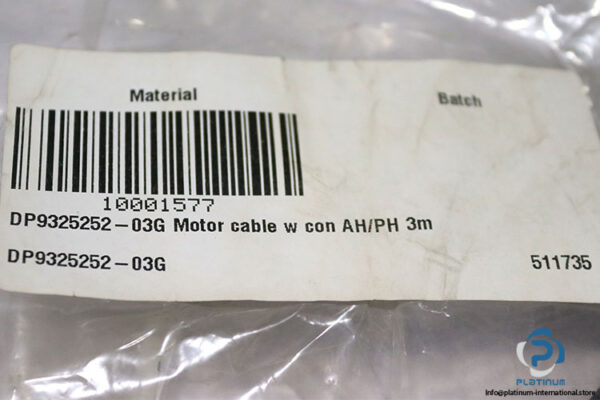 Material
Batch
10001577
DP9325252-03G Motor cable w con AH/PH 3m
DP9325252-03G
511735
PLATINUM
info@platinum-international.store